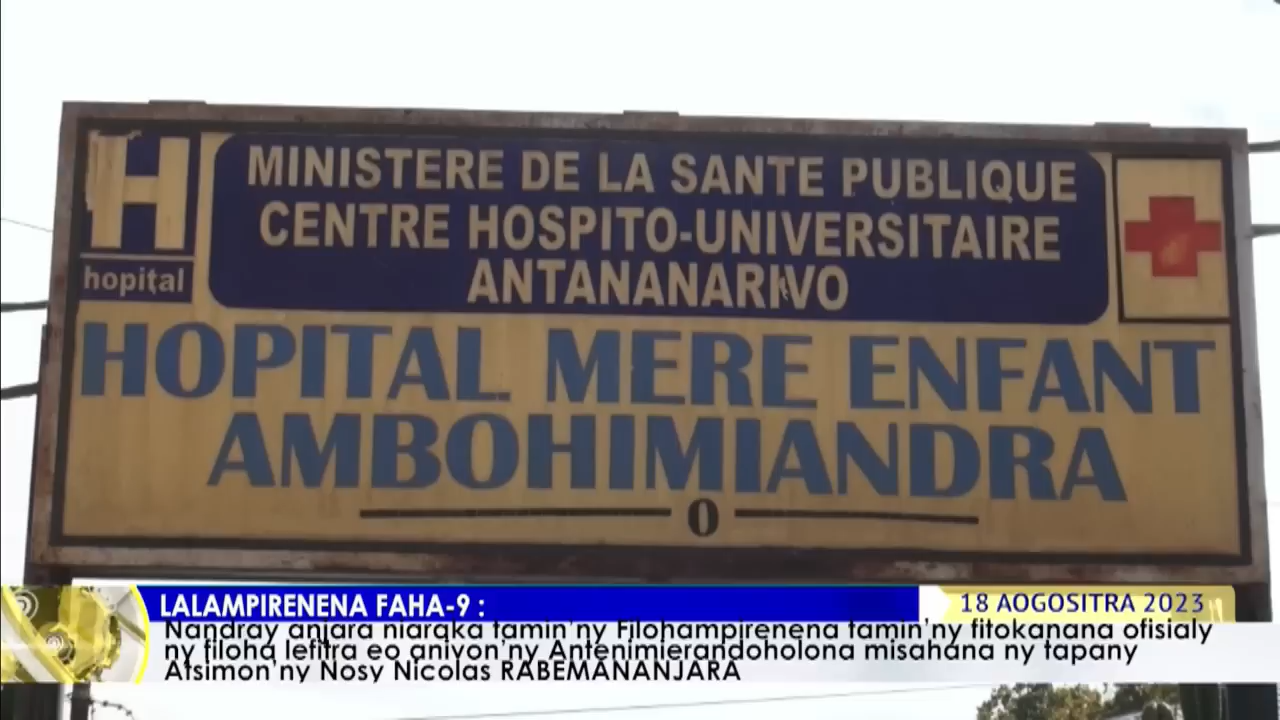 H
hopital
MINISTERE DE LA SANTE PUBLIQUE
CENTRE HOSPITO-UNIVERSITAIRE
ANTANANARIVO
HOPITAL MERE ENFANT
AMBOHIMIANDRA
O
LALAMPIRENENA FAHA-9 :
18 AOGOSITRA 2023
Nandray anjara niaraka tamin'ny Filohampirenena tamin'ny fitokanana ofisialy
ny filoha lefitra eo anivon'ny Antenimierandoholona misahana ny tapany
Atsimon'ny Nosy Nicolas RABEMANANJARA